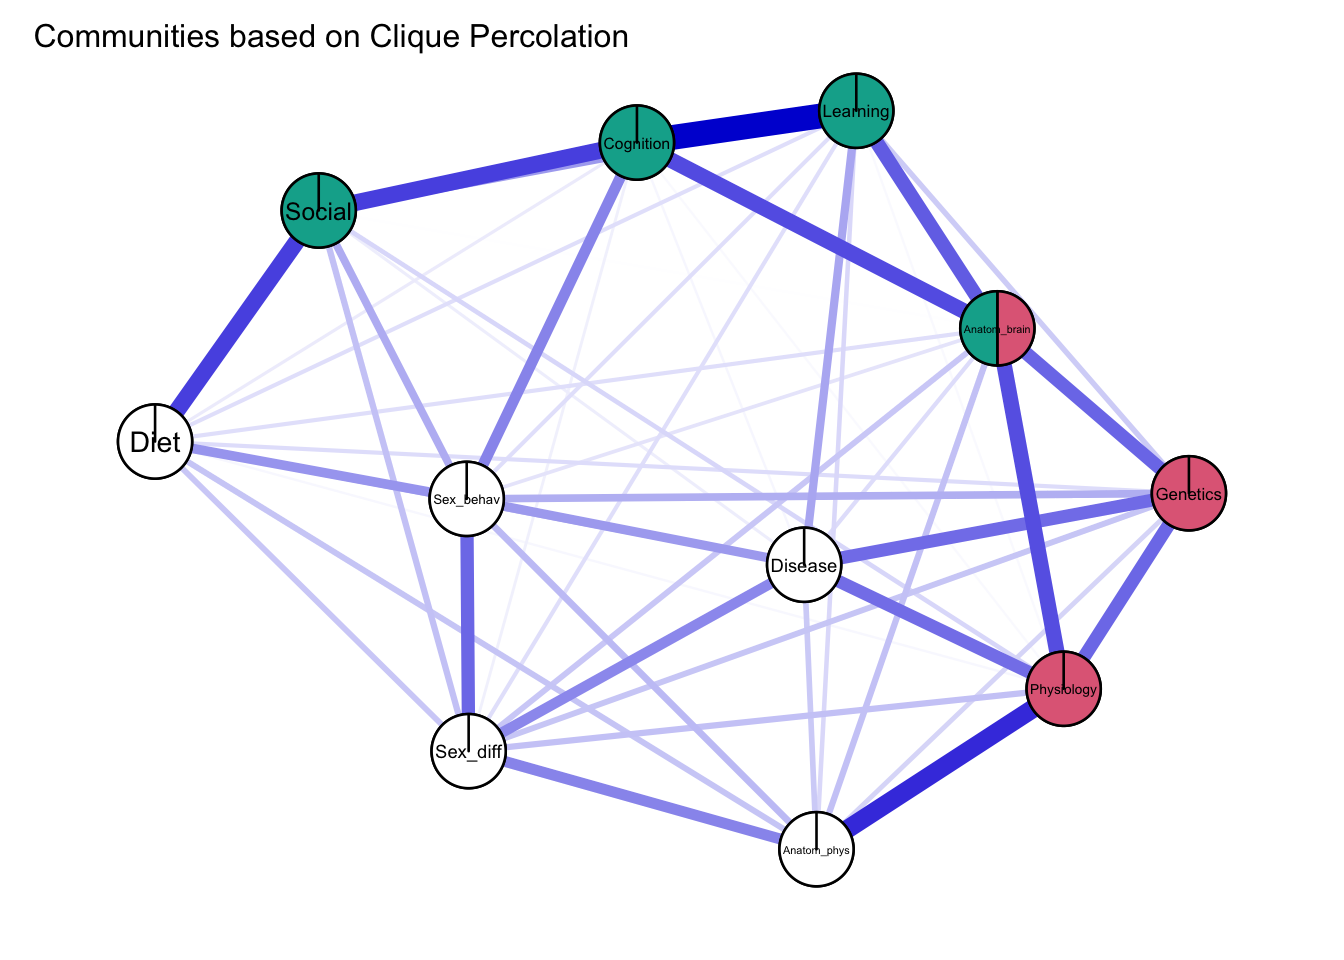 Communities based on Clique Percolation
Learning
Cognition
Social
Anatom_brain
Diet
Sex_behav
Genetics
Disease
Physiology
Sex_diff
Anatom_phys